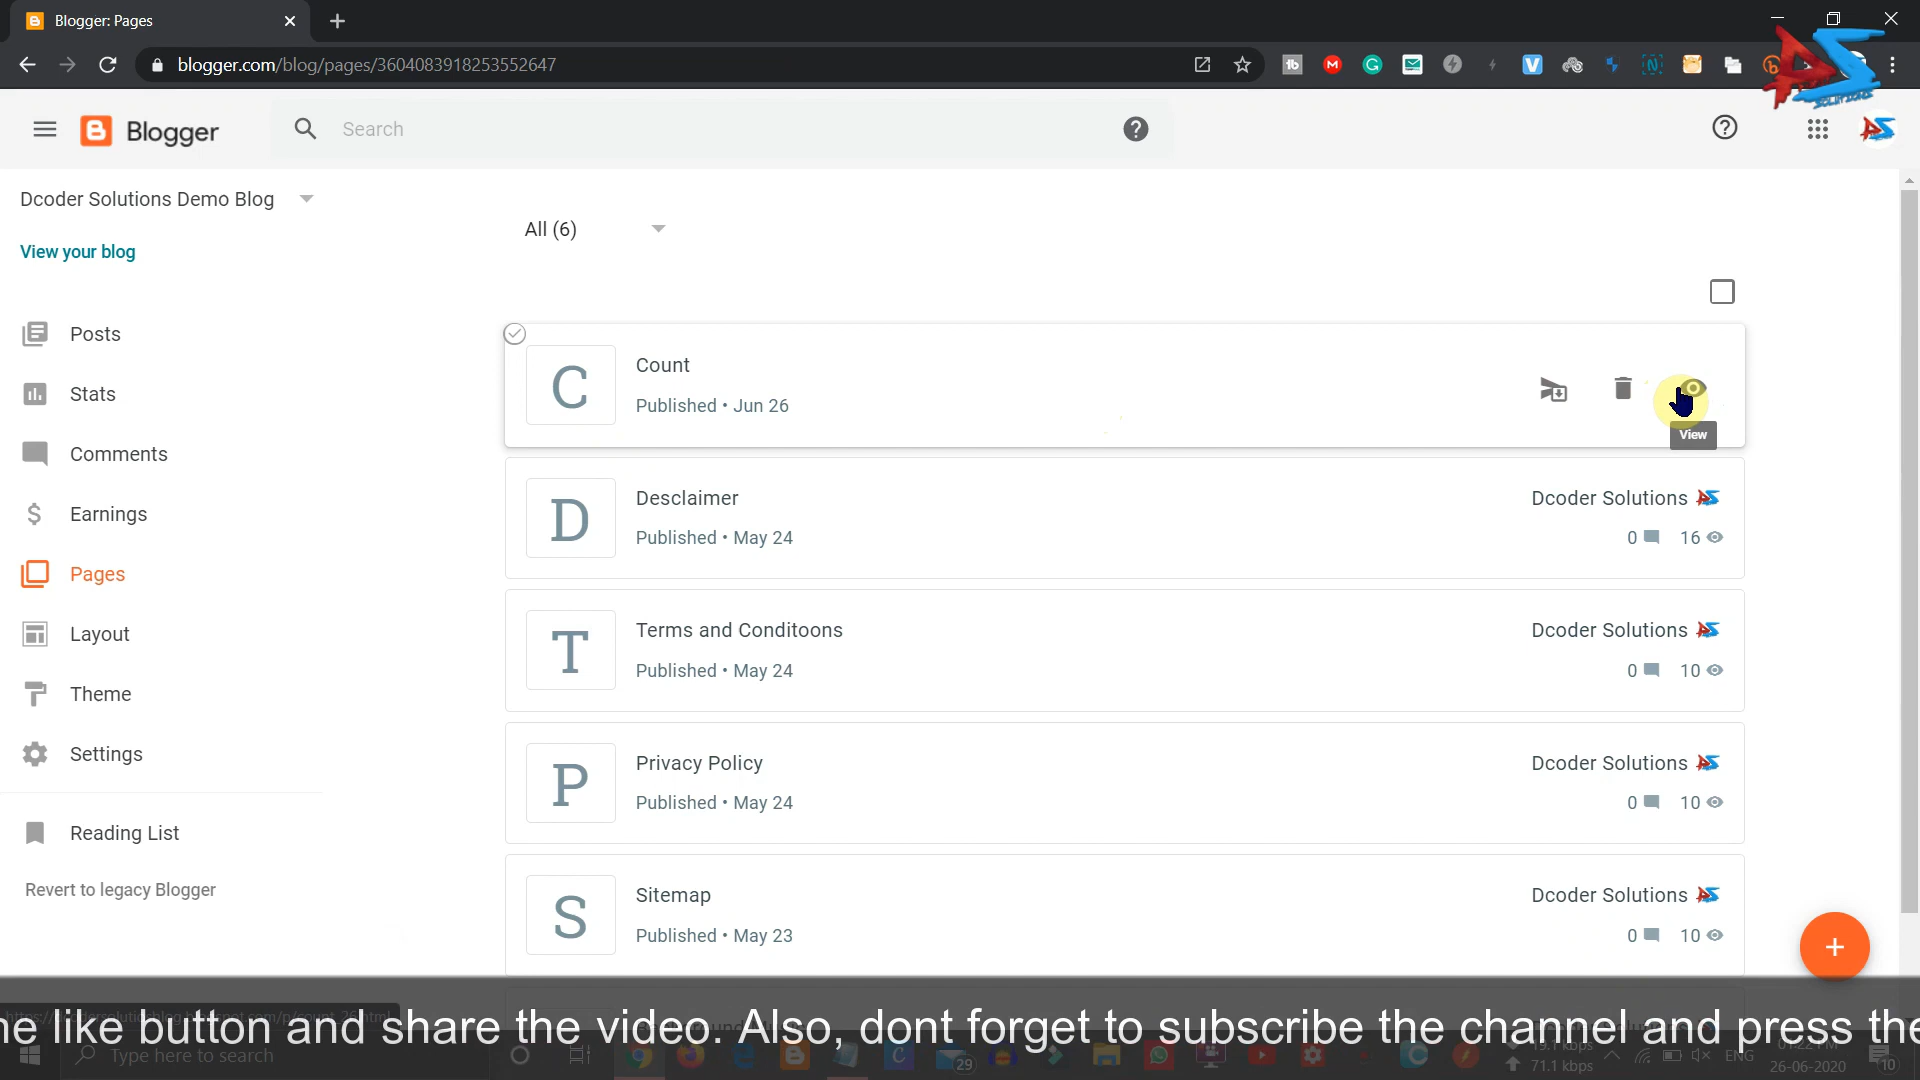 Blogger: Pages
blogger.com/blog/pages/3604083918253552647
Blogger
Search
SOLUTIONS
Dcoder Solutions Demo Blog
View your blog
Posts
Stats
Comments
Earnings
Pages
Layout
Theme
Settings
Reading List
Revert to legacy Blogger
All (6)
C
Count
Published • Jun 26
View
D
Desclaimer
Published • May 24
Dcoder Solutions
0
16
T
Terms and Conditoons
Published • May 24
Dcoder Solutions
0
10
P
Privacy Policy
Published • May 24
Dcoder Solutions
0
10
S
Sitemap
Published • May 23
Dcoder Solutions
0
10
he like button and share the video. Also, dont forget to subscribe the channel and press the
Type here to search
29
71.1 kbps
ENG
26-06-2020
10